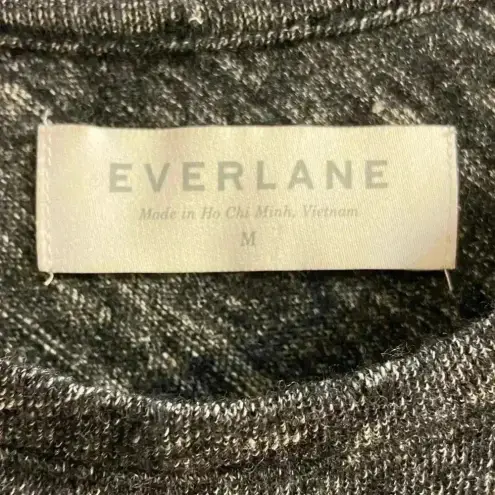 EVERLANE
Made in Ho Chi Minh, Vietnam
M